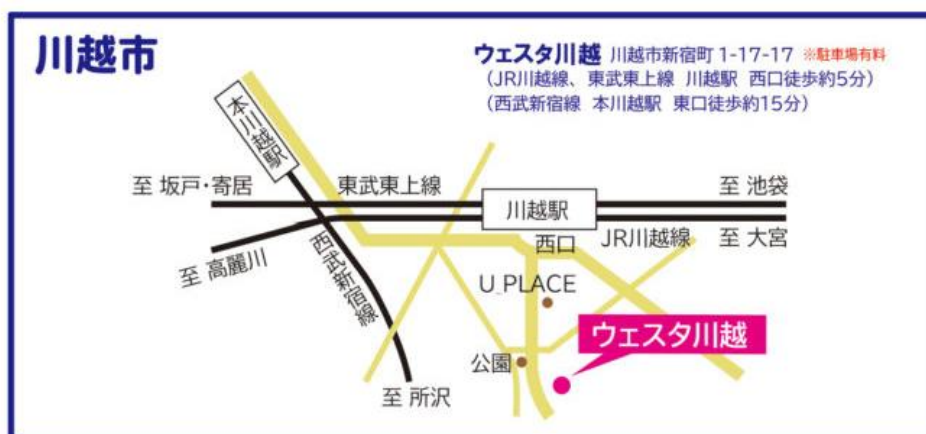 川越市
ウェスタ川越 川越市新宿町1-17-17 ※駐車場有料
（JR川越線、東武東上線 川越駅 西口徒歩約5分）
（西武新宿線 本川越駅 東口徒歩約15分）
本川越駅
至 坂戸・寄居
東武東上線
川越駅
至 池袋
西口
JR川越線
至 大宮
至 高麗川
西武新宿線
U_PLACE
ウェスタ川越
公園
至 所沢